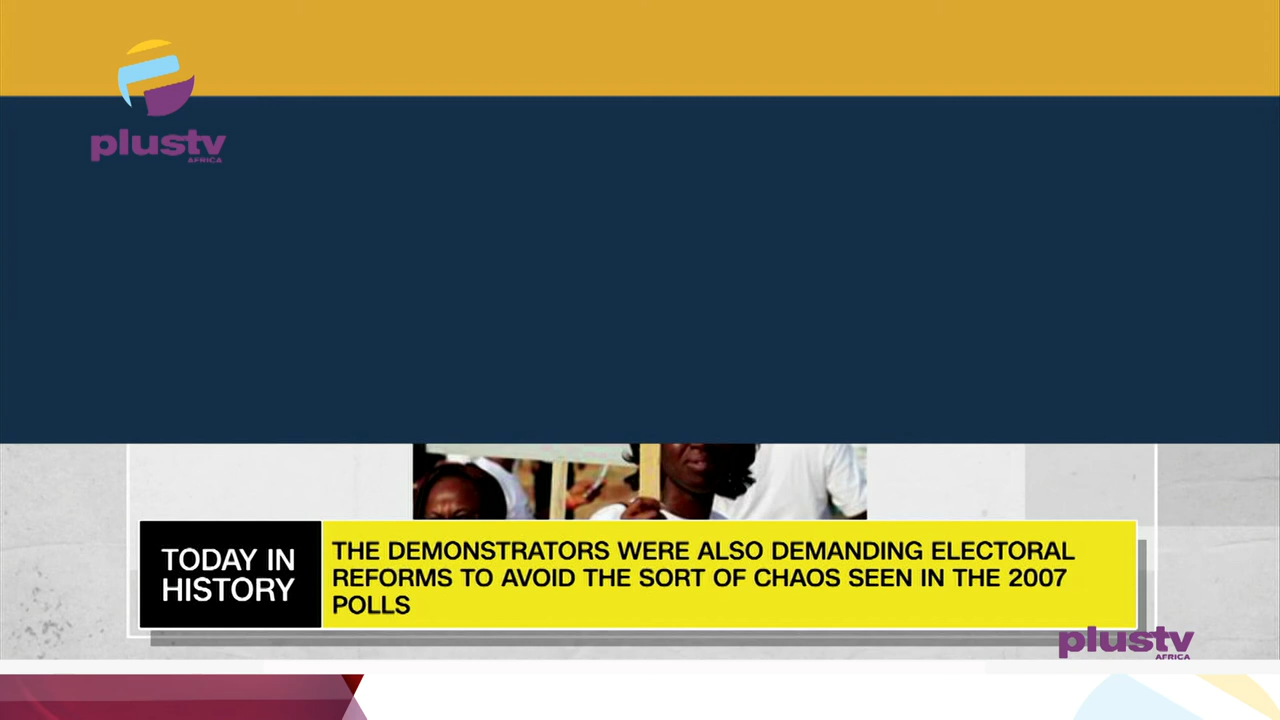 plustv
AFRICA
TODAY IN
HISTORY
THE DEMONSTRATORS WERE ALSO DEMANDING ELECTORAL
REFORMS TO AVOID THE SORT OF CHAOS SEEN IN THE 2007
POLLS
plustv
AFRICA